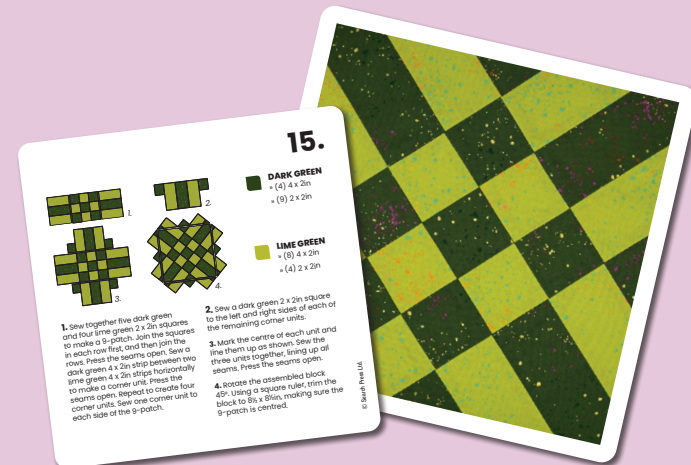 15.
DARK GREEN
» (4) 4 x 2in
» (9) 2 x 2in
LIME GREEN
» (8) 4 x 2in
» (4) 2 x 2in
1.
2.
3.
4.
1. Sew together five dark green
and four lime green 2 x 2in squares
to make a 9-patch. Join the squares
in each row first, and then join the
rows. Press the seams open. Sew a
dark green 4 x 2in strip between two
lime green 4 x 2in strips horizontally
to make a corner unit. Press the
seams open. Repeat to create four
corner units. Sew one corner unit to
each side of the 9-patch.
2. Sew a dark green 2 x 2in square
to the left and right sides of each of
the remaining corner units.
3. Mark the centre of each unit and
line them up as shown. Sew the
three units together, lining up all
seams. Press the seams open.
4. Rotate the assembled block
45°. Using a square ruler, trim the
block to 8½ x 8½in, making sure the
9-patch is centred.
© Search Press Ltd.